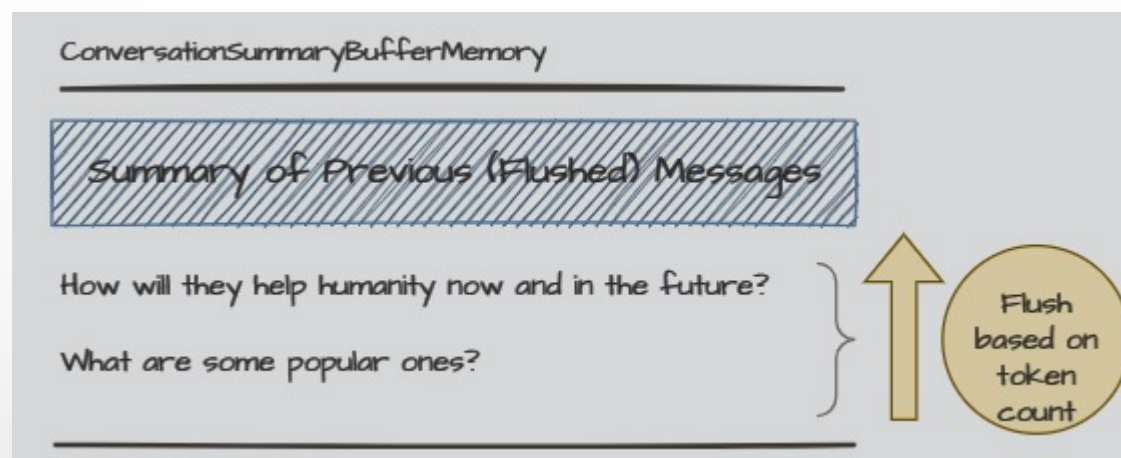 ConversationSummaryBufferMemory
Summary of Previous (Flushed) Messages
How will they help humanity now and in the future?
What are some popular ones?
Flush
based on
token
count